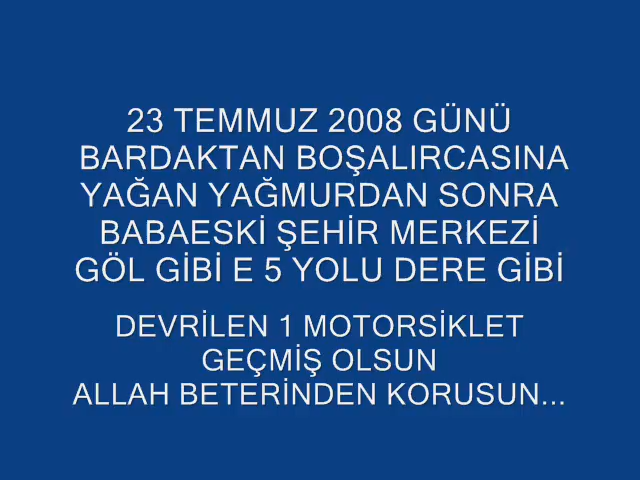 23 TEMMUZ 2008 GÜNÜ
BARDAKTAN BOŞALIRCASINA
YAĞAN YAĞMURDAN SONRA
BABAESKİ ŞEHİR MERKEZİ
GÖL GİBİ E 5 YOLU DERE GİBİ
DEVRİLEN 1 MOTORSİKLET
GEÇMİŞ OLSUN
ALLAH BETERİNDEN KORUSUN...